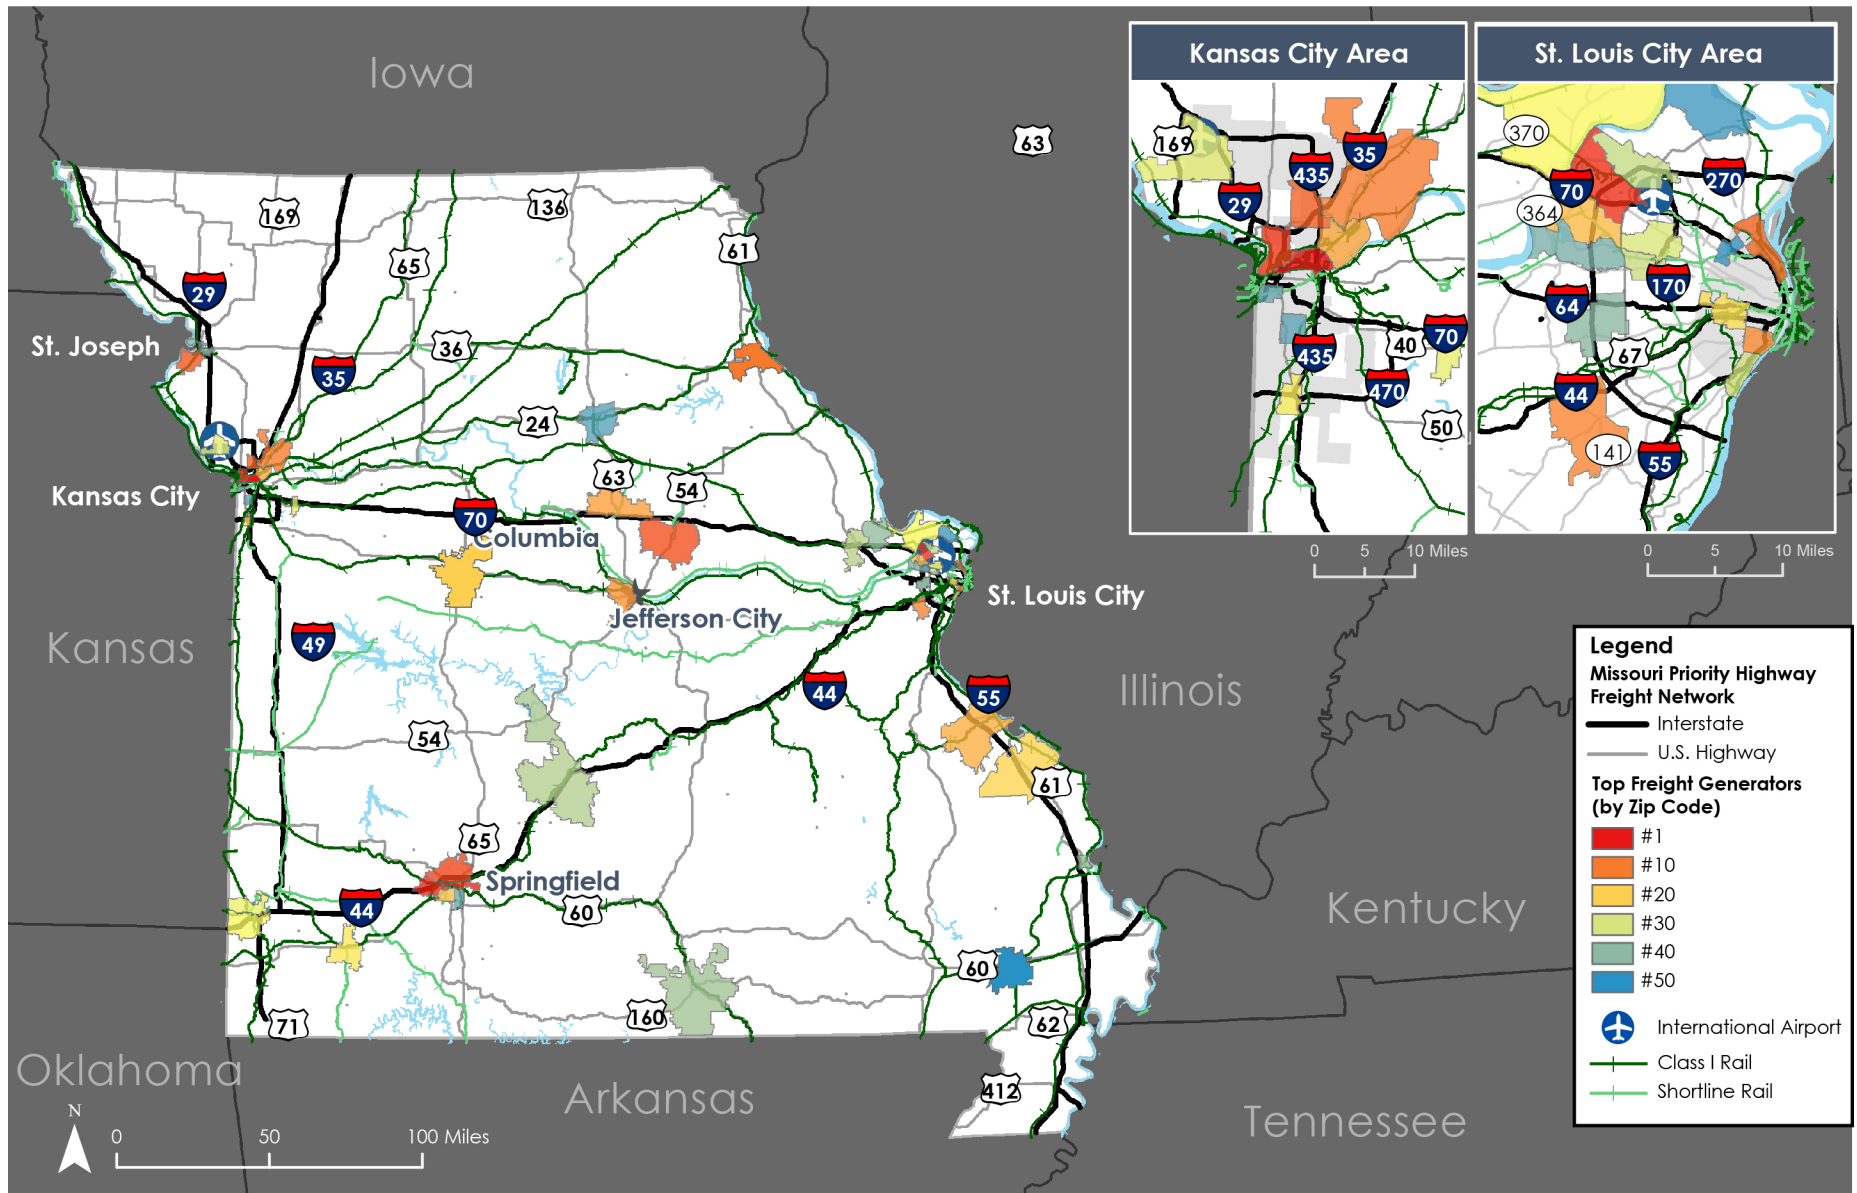 Iowa
63
Kansas City Area
St. Louis City Area
169
435
35
29
70
435
40
470
50
0 5 10 Miles
370
70
270
364
170
64
67
44
141
55
0 5 10 Miles
169
136
61
65
29
St. Joseph
36
35
24
63
54
Kansas City
70
Columbia
St. Louis City
Jefferson City
Kansas
49
44
55
Illinois
54
61
65
Springfield
44
60
Kentucky
60
160
62
71
Oklahoma
412
Arkansas
Tennessee
N
0 50 100 Miles
Legend
Missouri Priority Highway
Freight Network
Interstate
U.S. Highway
Top Freight Generators
(by Zip Code)
#1
#10
#20
#30
#40
#50
International Airport
Class I Rail
Shortline Rail